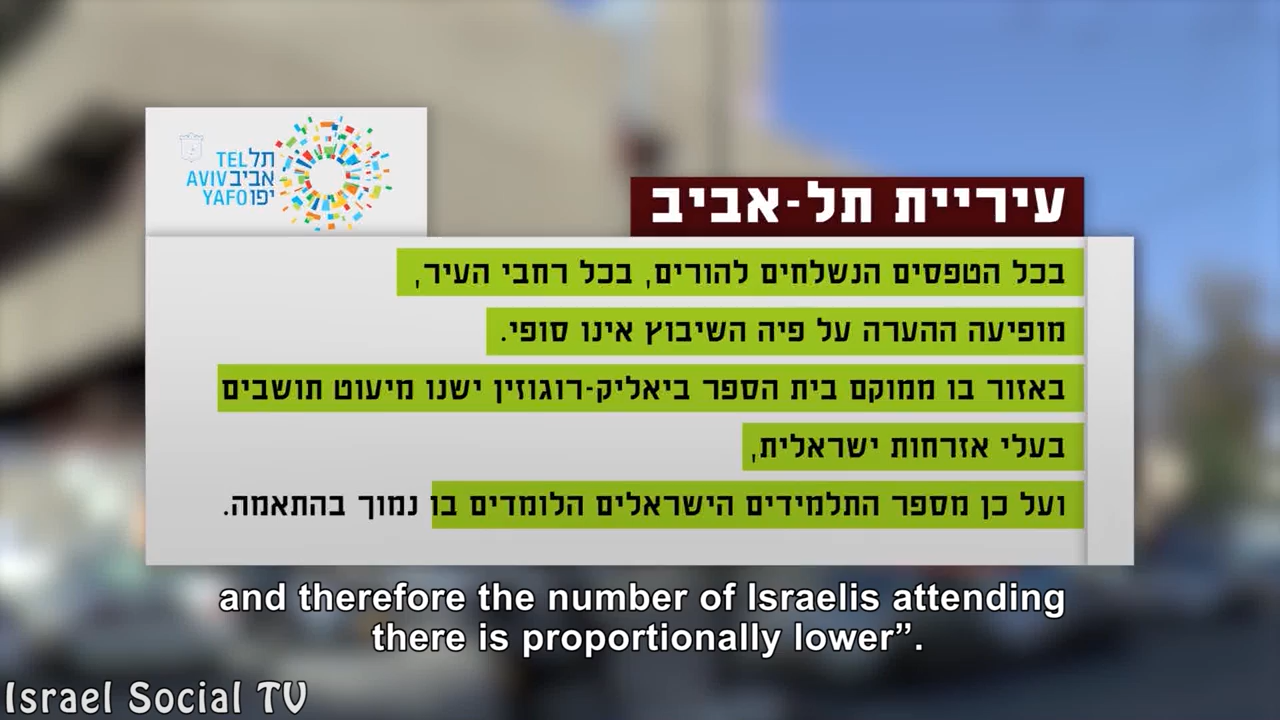 תל TEL
אביב AVIV
יפו YAFO
עיריית תל-אביב
בכל הטפסים הנשלחים להורים, בכל רחבי העיר,
מופיעה ההערה על פיה השיבוץ אינו סופי.
באזור בו ממוקם בית הספר ביאליק-רוגוזין ישנו מיעוט תושבים
בעלי אזרחות ישראלית,
ועל כן מספר התלמידים הישראלים הלומדים בו נמוך בהתאמה.
and therefore the number of Israelis attending
there is proportionally lower”.
Israel Social TV